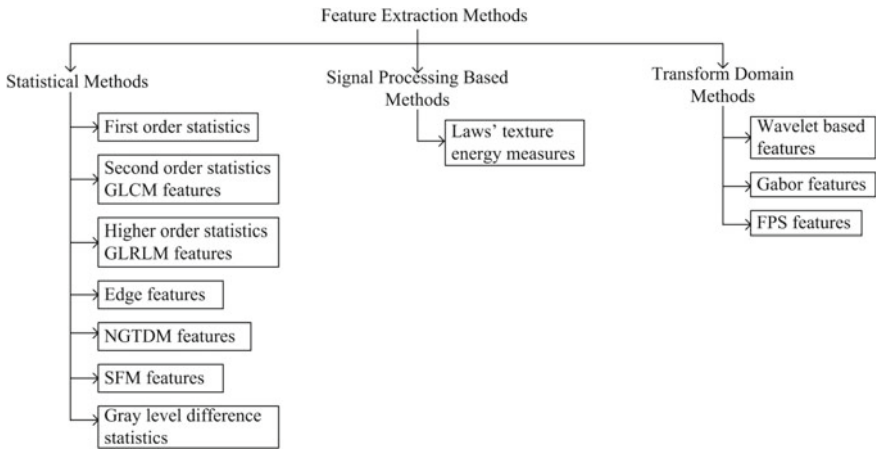 Feature Extraction Methods
Statistical Methods
First order statistics
Second order statistics
GLCM features
Higher order statistics
GLRLM features
Edge features
NGTDM features
SFM features
Gray level difference
statistics
Signal Processing Based
Methods
Laws’ texture
energy measures
Transform Domain
Methods
Wavelet based
features
Gabor features
FPS features